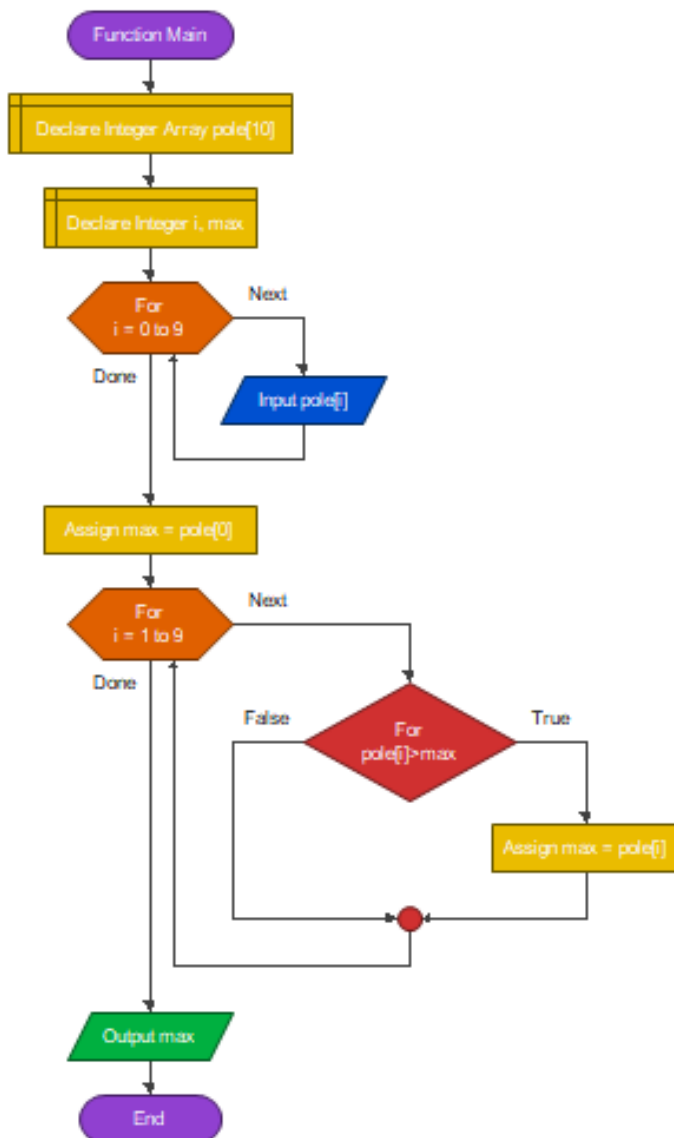 Function Main
Declare Integer Array pole[10]
Declare Integer i, max
For
i = 0 to 9
Next
Done
Input pole[i]
Assign max = pole[0]
For
i = 1 to 9
Next
Done
False
For
pole[i]>max
True
Assign max = pole[i]
Output max
End